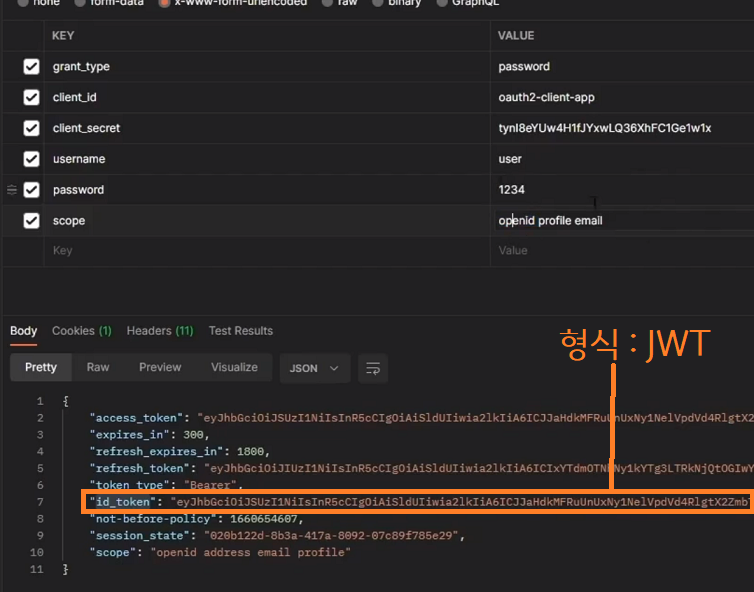 none form-data x-www-form-urlencoded raw binary GraphQL
KEY VALUE
grant_type password
client_id oauth2-client-app
client_secret tynI8eYUw4H1fJYxwLQ36XhFC1Ge1w1x
username user
password 1234
scope openid profile email
Key Value
Body Cookies (1) Headers (11) Test Results
형식 : JWT
Pretty Raw Preview Visualize JSON
1 {
2 "access_token": "eyJhbGciOiJSUzI1NiIsInR5cCIgOiAiSldUIiwia2lkIiA6ICJJaHdkMFRuUnUxNy1NelVpdVd4RlgtX2
3 "expires_in": 300,
4 "refresh_expires_in": 1800,
5 "refresh_token":
6 "token_type": "Bearer",
7 "id_token": "eyJhbGciOiJSUzI1NiIsInR5cCIgOiAiSldUIiwia2lkIiA6ICJJaHdkMFRuUnUxNy1NelVpdVd4RlgtX2Zmb
8 "not-before-policy": 1660654607,
9 "session_state": "020b122d-8b3a-417a-8092-07c89f785e29",
10 "scope": "openid address email profile"
11 }